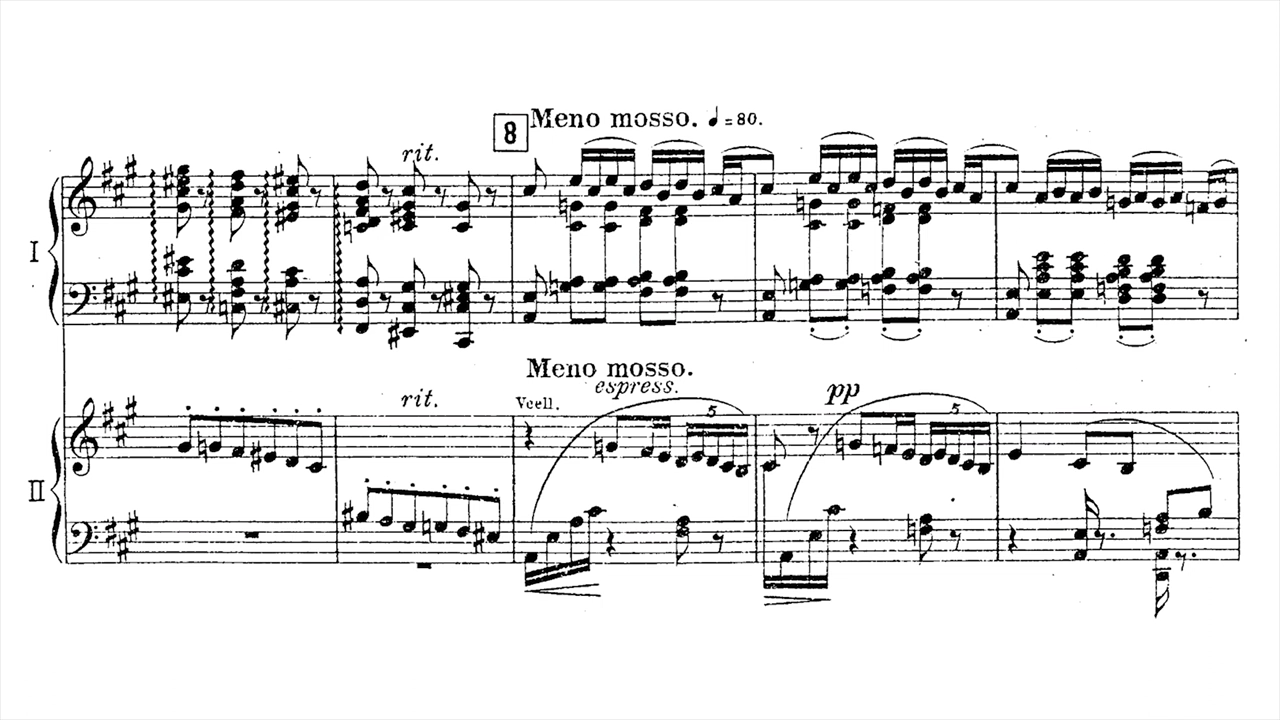 8 Meno mosso. ♩=80.
rit.
I
Meno mosso.
espress.
rit.
Vcell.
pp
5
5
II